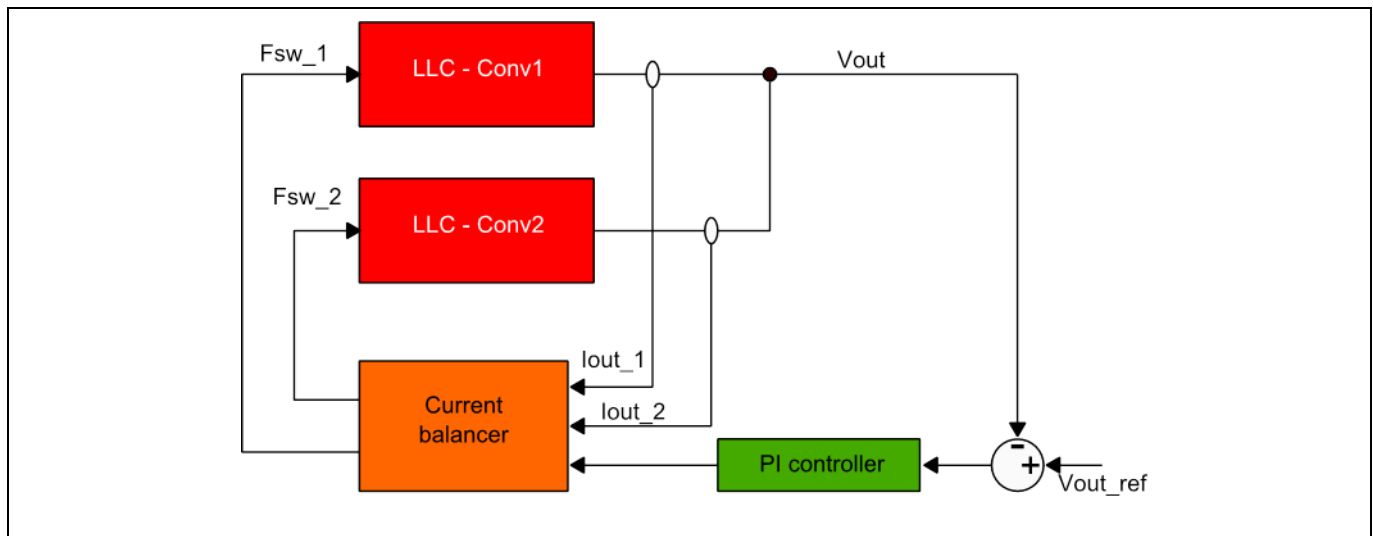 Fsw_1
LLC - Conv1
Vout
Fsw_2
LLC - Conv2
Iout_1
Iout_2
Current
balancer
PI controller
-
+
Vout_ref